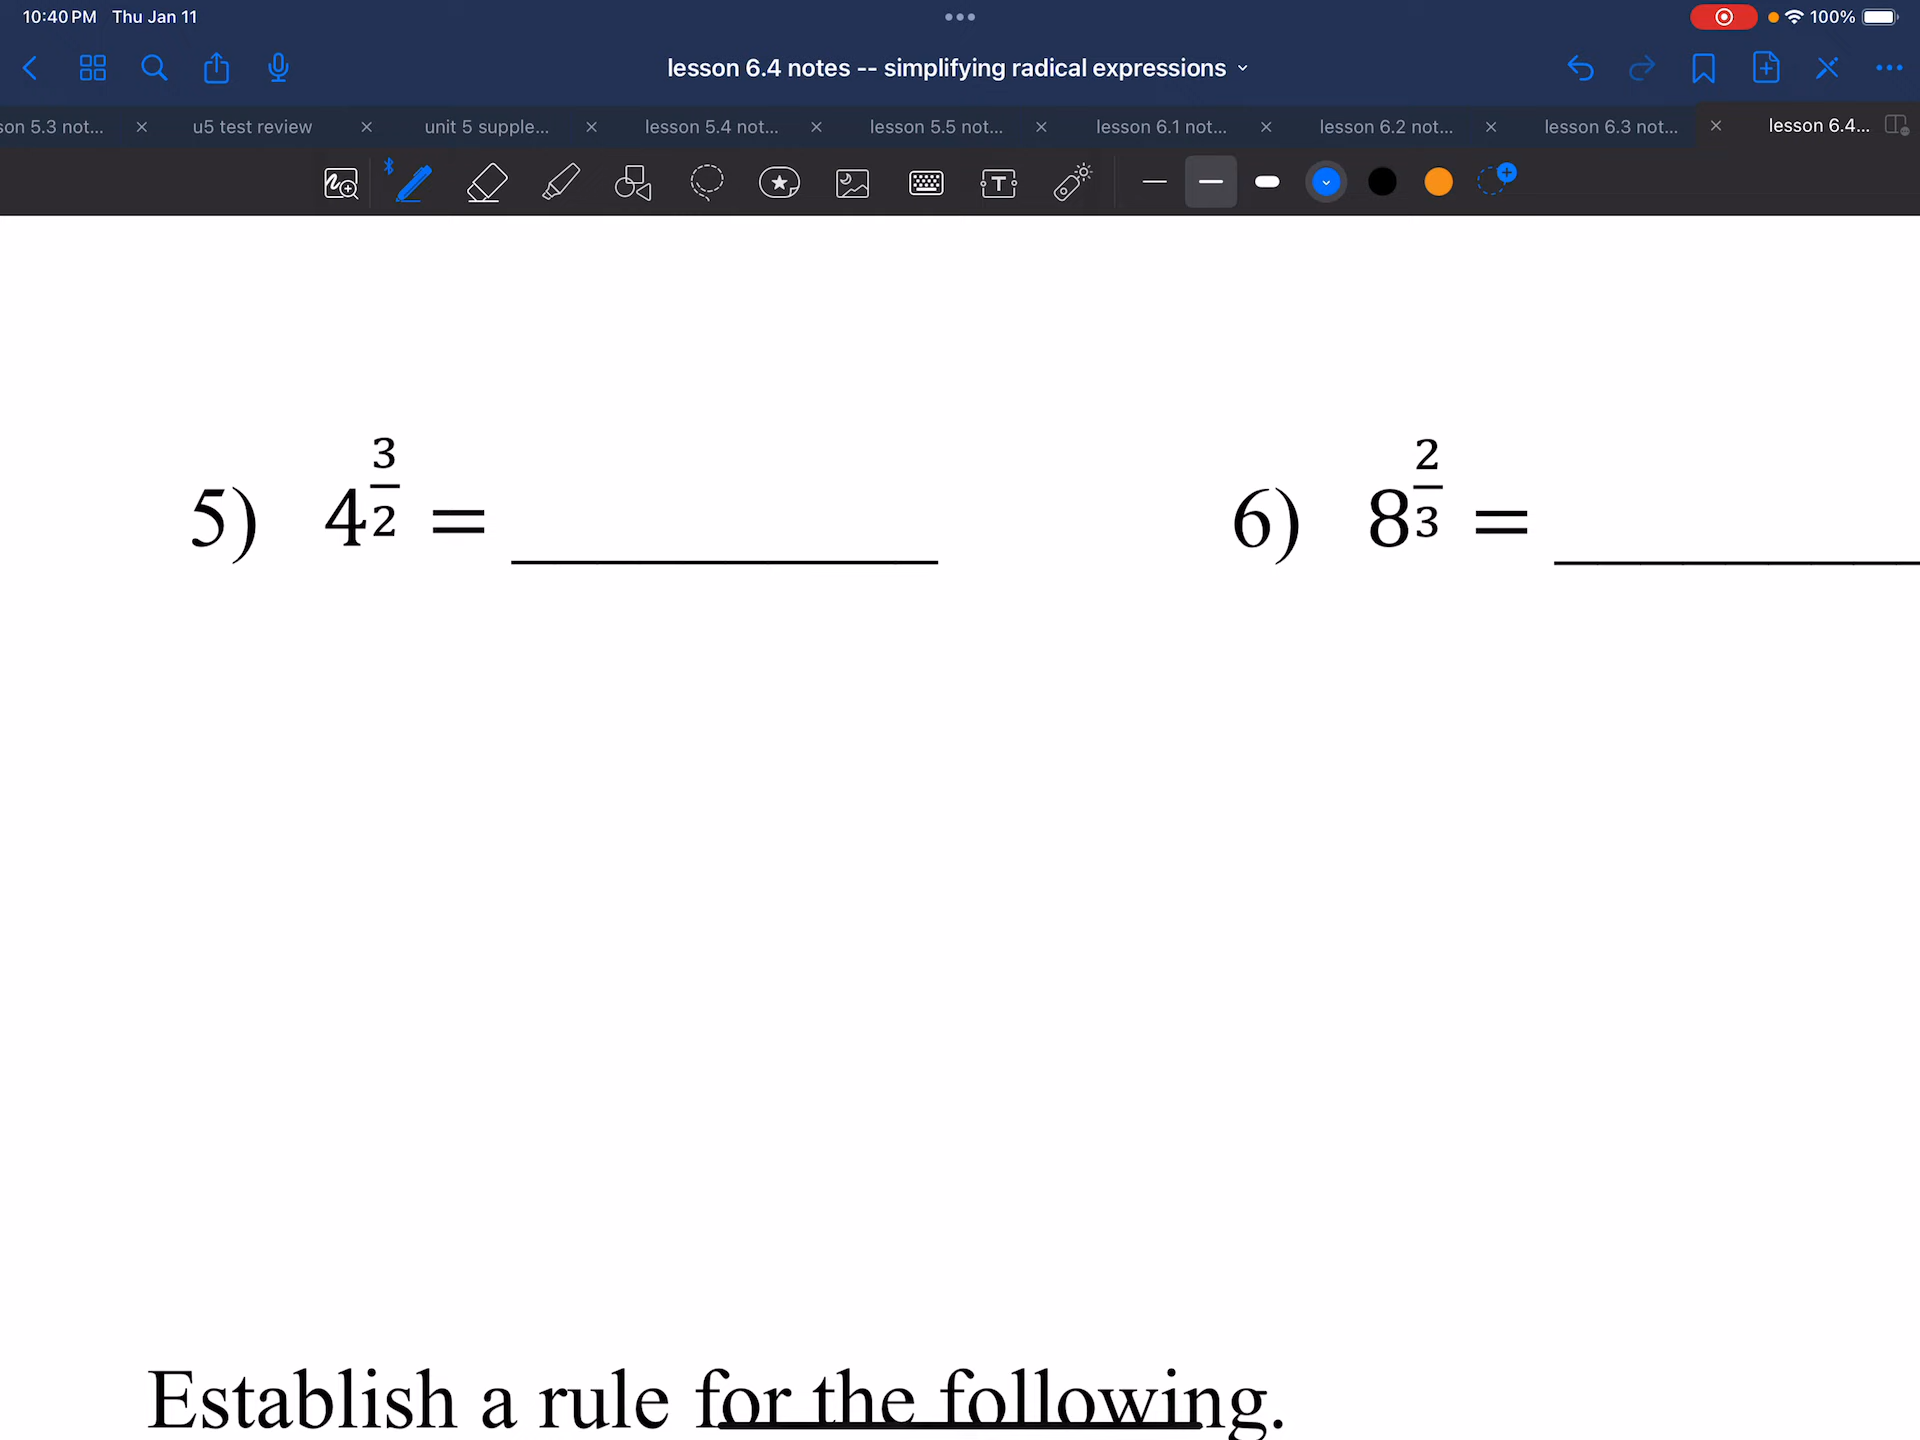 10:40 PM Thu Jan 11 100%
lesson 6.4 notes -- simplifying radical expressions
son 5.3 not... u5 test review unit 5 supple... lesson 5.4 not... lesson 5.5 not... lesson 6.1 not... lesson 6.2 not... lesson 6.3 not... lesson 6.4...
T
5) 4^(3/2) = __________ 6) 8^(2/3) = __________
Establish a rule for the following.